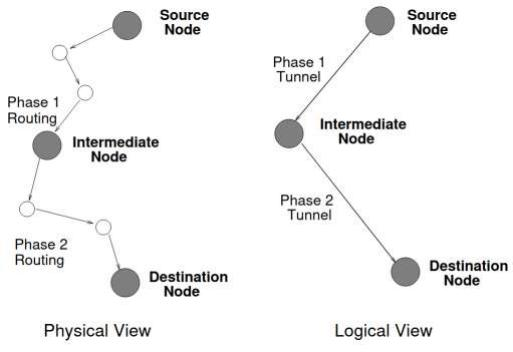 Source
Node
Phase 1
Routing
Intermediate
Node
Phase 2
Routing
Destination
Node
Physical View
Source
Node
Phase 1
Tunnel
Intermediate
Node
Phase 2
Tunnel
Destination
Node
Logical View